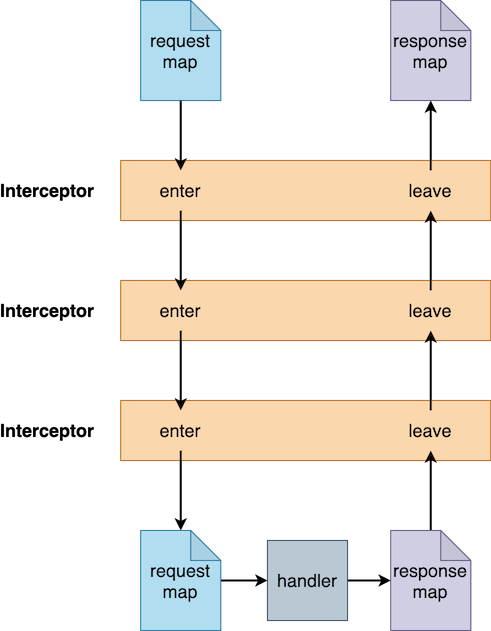 request
map
response
map
Interceptor
enter
leave
Interceptor
enter
leave
Interceptor
enter
leave
request
map
handler
response
map